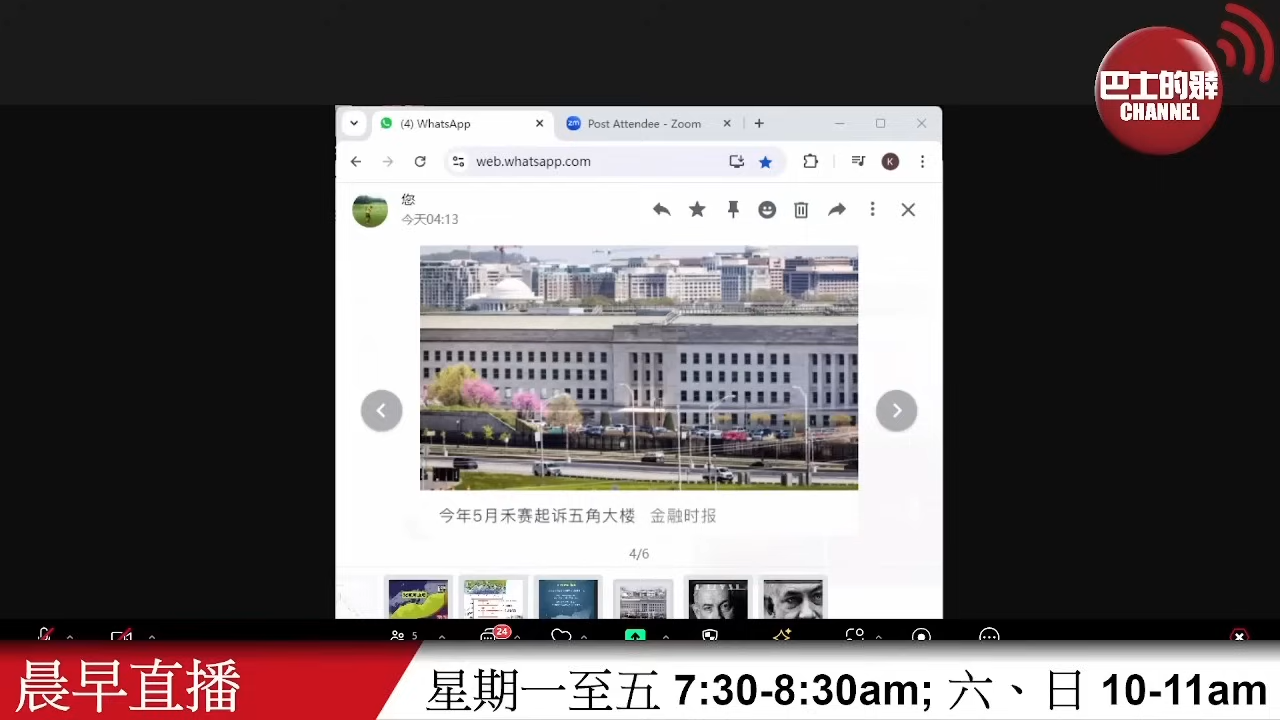 巴士的報
CHANNEL
(4) WhatsApp
Post Attendee - Zoom
web.whatsapp.com
K
您
今天04:13
今年5月禾赛起诉五角大楼 金融时报
4/6
5
24
晨早直播
星期一至五 7:30-8:30am; 六、日 10-11am